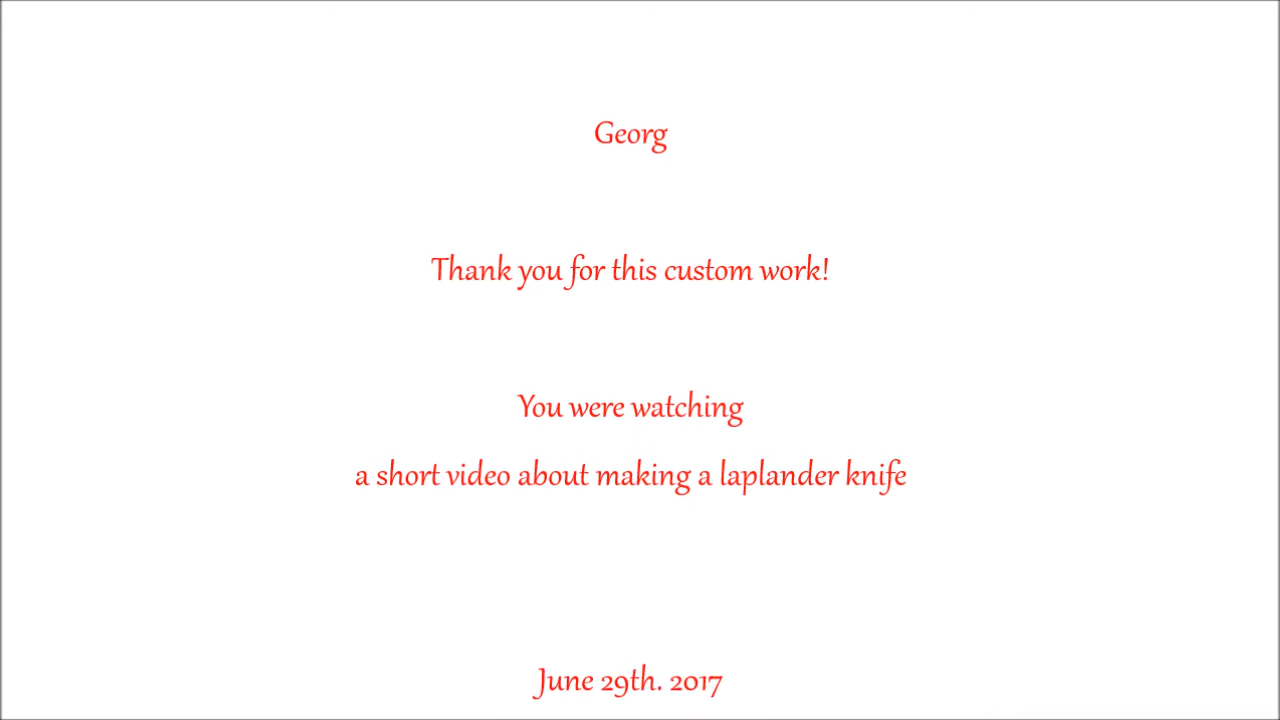 Georg
Thank you for this custom work!
You were watching
a short video about making a laplander knife
June 29th. 2017